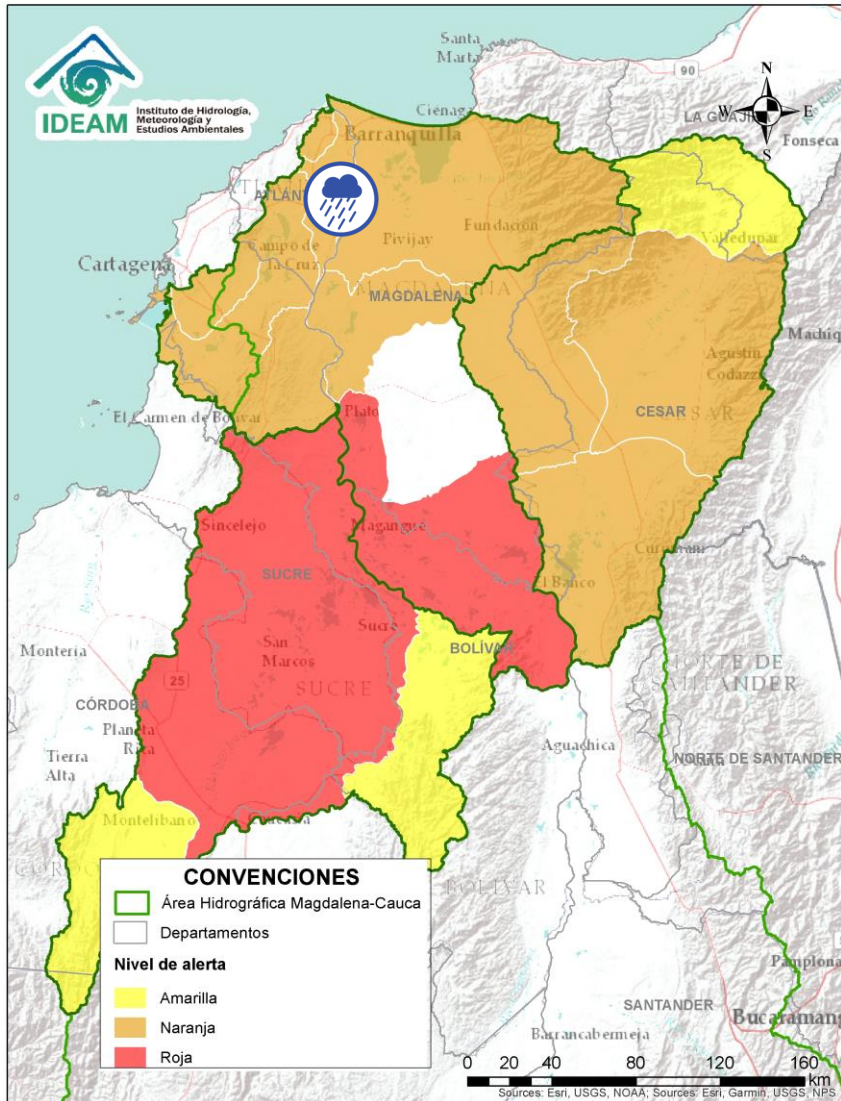 IDEAM
Instituto de Hidrología,
Meteorología y
Estudios Ambientales
Santa
Marta
90
N
W
E
S
LA GUAJI
Fonseca
Ciénaga
Barranquilla
ATLÁNT
Fundación
Pivijay
Valledupar
Campo de
la Cruz
Cartagena
MAGDALENA
MAGDALENA
Machiq
Agustín
Codazzi
CESAR
CESAR
El Carmen de Bolívar
Plato
Sincelejo
Magangué
SUCRE
El Banco
Sucre
Montería
San
Marcos
BOLÍVAR
25
SUCRE
NORTE DE
SANTANDER
CÓRDOBA
Planeta
Rica
Aguachica
Tierra
Alta
NORTE DE SANTANDER
Montelíbano
BOLÍVAR
CONVENCIONES
Área Hidrográfica Magdalena-Cauca
Departamentos
Nivel de alerta
Amarilla
Naranja
Roja
Pamplona
SANTANDER
Bucaramang
Barrancabermeja
0 20 40 80 120 160
km
Sources: Esri, USGS, NOAA; Sources: Esri, Garmin, USGS, NPS